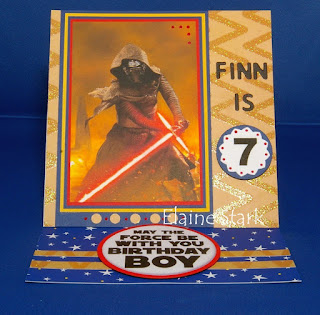 FINN
IS
7
Elaine Stark
MAY THE
FORCE BE
WITH YOU
BIRTHDAY
BOY